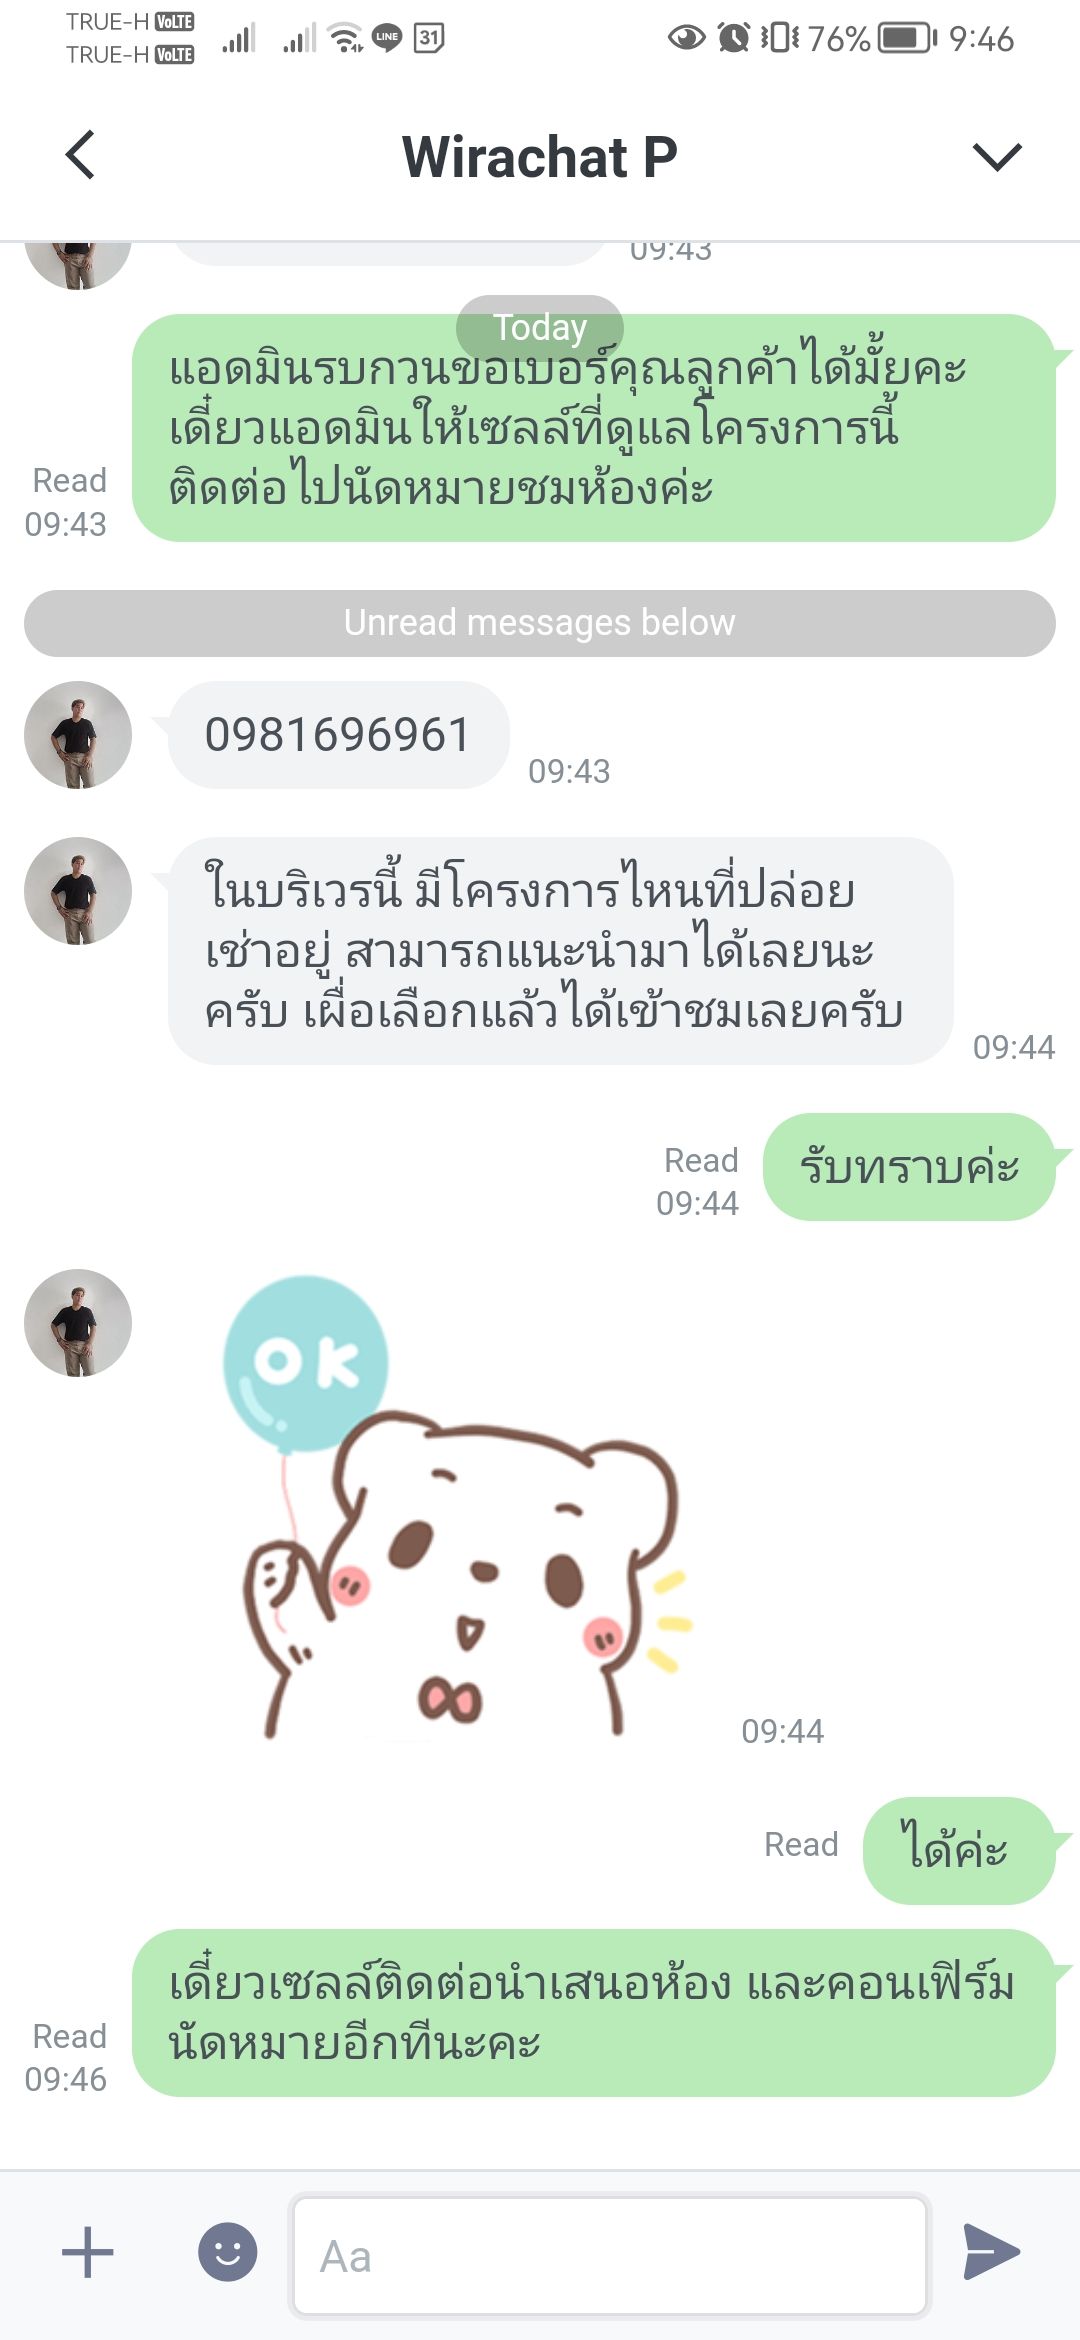 TRUE-H VoLTE
TRUE-H VoLTE
LINE
31
76%
9:46
Wirachat P
09:43
Today
แอดมินรบกวนขอเบอร์คุณลูกค้าได้มั้ยคะ
เดี๋ยวแอดมินให้เซลล์ที่ดูแลโครงการนี้
ติดต่อไปนัดหมายชมห้องค่ะ
Read
09:43
Unread messages below
0981696961
09:43
ในบริเวรนี้ มีโครงการไหนที่ปล่อย
เช่าอยู่ สามารถแนะนำมาได้เลยนะ
ครับ เผื่อเลือกแล้วได้เข้าชมเลยครับ
09:44
รับทราบค่ะ
Read
09:44
OK
09:44
ได้ค่ะ
Read
เดี๋ยวเซลล์ติดต่อนำเสนอห้อง และคอนเฟิร์ม
นัดหมายอีกทีนะคะ
Read
09:46
Aa